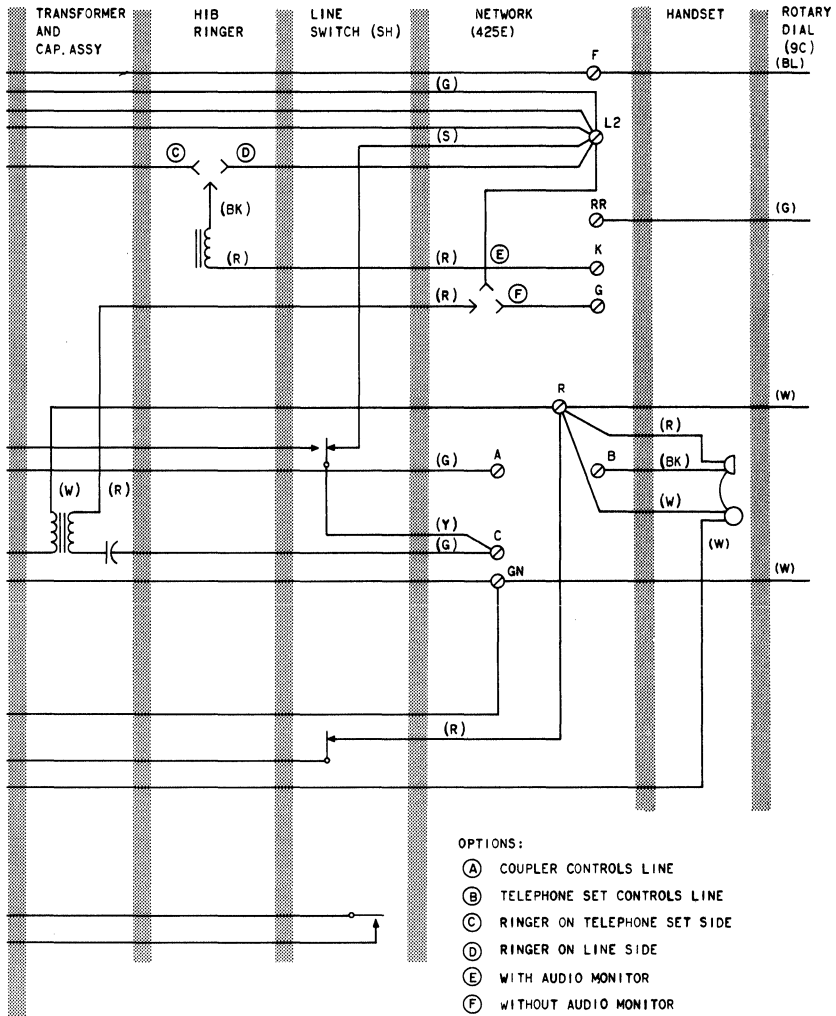 TRANSFORMER
AND
CAP. ASSY
HIB
RINGER
LINE
SWITCH (SH)
NETWORK
(425E)
HANDSET
ROTARY
DIAL
(9C)
(BL)
F
(G)
L2
(S)
C
D
(BK)
RR
(G)
(R)
(R)
E
K
(R)
F
G
R
(W)
(R)
A
(G)
B
(BK)
(W)
(R)
(W)
(Y)
(G)
C
(W)
GN
(W)
(R)
OPTIONS:
A COUPLER CONTROLS LINE
B TELEPHONE SET CONTROLS LINE
C RINGER ON TELEPHONE SET SIDE
D RINGER ON LINE SIDE
E WITH AUDIO MONITOR
F WITHOUT AUDIO MONITOR